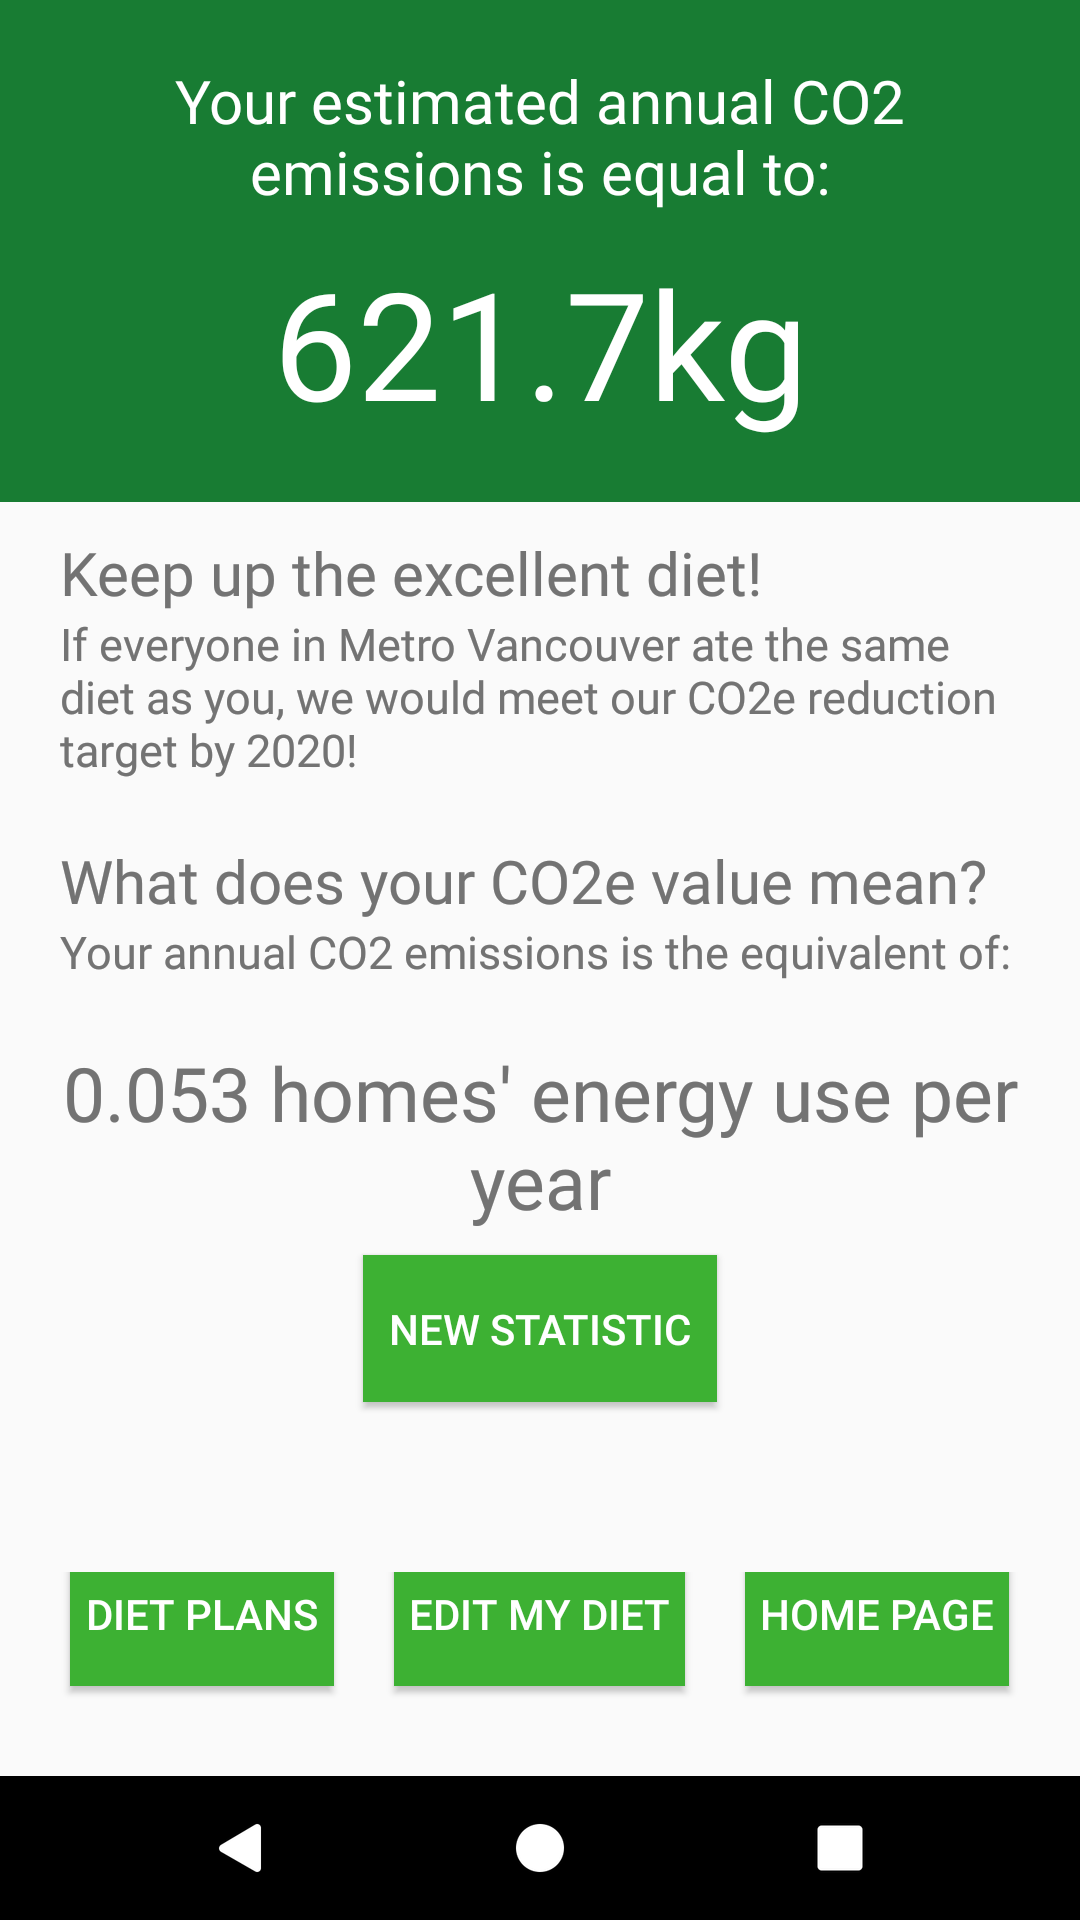 Your estimated annual CO2
emissions is equal to:
621.7kg
Keep up the excellent diet!
If everyone in Metro Vancouver ate the same
diet as you, we would meet our CO2e reduction
target by 2020!
What does your CO2e value mean?
Your annual CO2 emissions is the equivalent of:
0.053 homes' energy use per
year
NEW STATISTIC
DIET PLANS
EDIT MY DIET
HOME PAGE